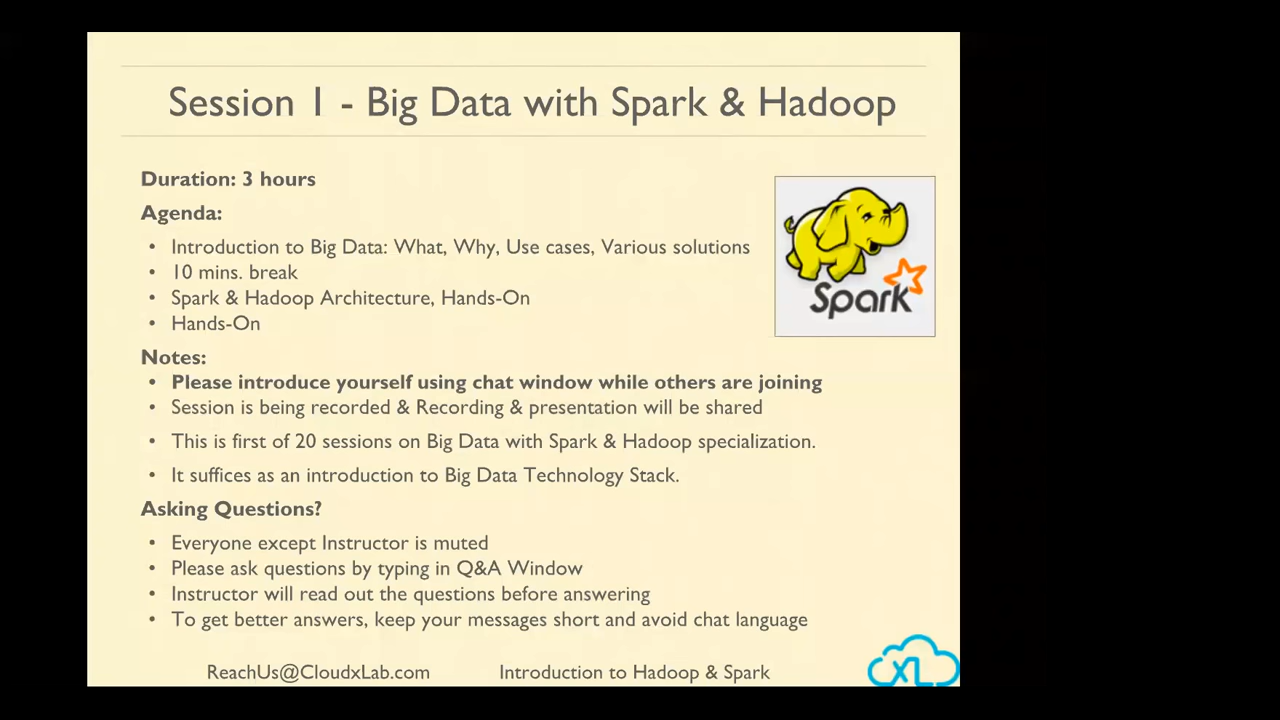 Session 1 - Big Data with Spark & Hadoop
Duration: 3 hours
Agenda:
• Introduction to Big Data: What, Why, Use cases, Various solutions
• 10 mins. break
• Spark & Hadoop Architecture, Hands-On
• Hands-On
Spark
Notes:
• Please introduce yourself using chat window while others are joining
• Session is being recorded & Recording & presentation will be shared
• This is first of 20 sessions on Big Data with Spark & Hadoop specialization.
• It suffices as an introduction to Big Data Technology Stack.
Asking Questions?
• Everyone except Instructor is muted
• Please ask questions by typing in Q&A Window
• Instructor will read out the questions before answering
• To get better answers, keep your messages short and avoid chat language
ReachUs@CloudxLab.com
Introduction to Hadoop & Spark
XL